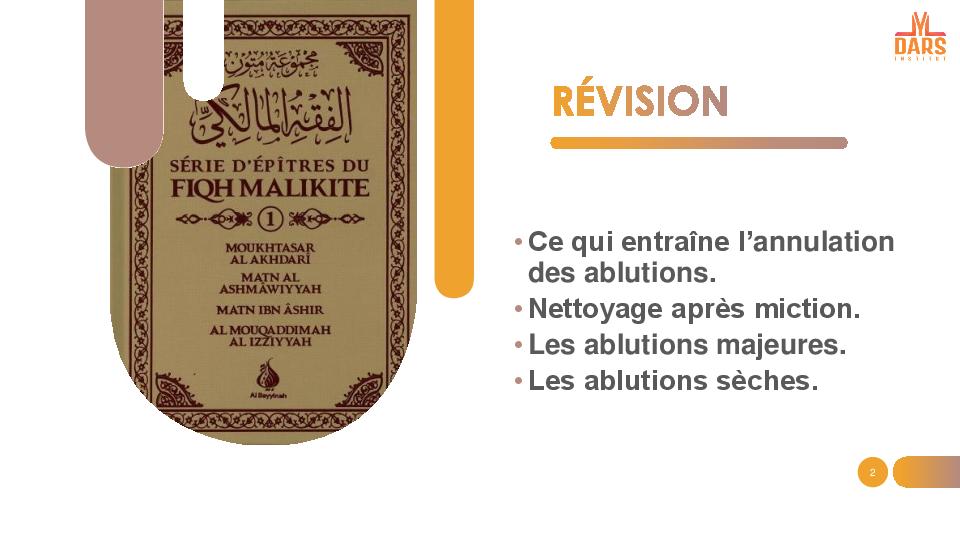 مجموعة متون
الفقه المالكي
SÉRIE D'ÉPÎTRES DU
FIQH MALIKITE
1
MOUKHTASAR
AL AKHDARÎ
MATN AL
ASHMÂWIYYAH
MATN IBN ÂSHIR
AL MOUQADDIMAH
AL IZZIYYAH
Al Bayyinah
M
DARS
INSTITUT
RÉVISION
• Ce qui entraîne l’annulation
des ablutions.
• Nettoyage après miction.
• Les ablutions majeures.
• Les ablutions sèches.
2